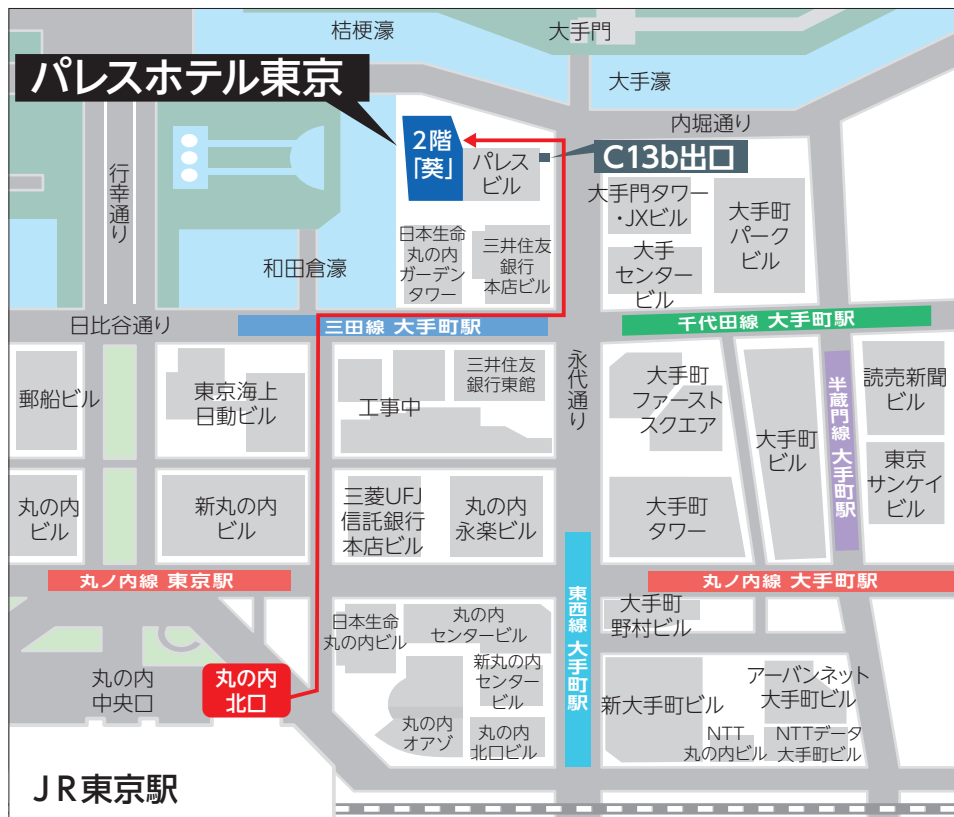 桔梗濠
大手門
パレスホテル東京
大手濠
内堀通り
2階
「葵」
パレス
ビル
C13b出口
行幸通り
大手門タワー
・JXビル
大手町
パーク
ビル
和田倉濠
日本生命
丸の内
ガーデン
タワー
三井住友
銀行
本店ビル
大手
センター
ビル
日比谷通り
三田線 大手町駅
千代田線 大手町駅
郵船ビル
東京海上
日動ビル
工事中
三井住友
銀行東館
永代通り
大手町
ファースト
スクエア
大手町
ビル
半蔵門線 大手町駅
読売新聞
ビル
東京
サンケイ
ビル
丸の内
ビル
新丸の内
ビル
三菱UFJ
信託銀行
本店ビル
丸の内
永楽ビル
大手町
タワー
丸ノ内線 東京駅
東西線 大手町駅
丸ノ内線 大手町駅
日本生命
丸の内ビル
丸の内
センタービル
大手町
野村ビル
丸の内
中央口
丸の内
北口
新丸の内
センター
ビル
丸の内
オアゾ
丸の内
北口ビル
新大手町ビル
アーバンネット
大手町ビル
NTT
丸の内ビル
NTTデータ
大手町ビル
JR東京駅